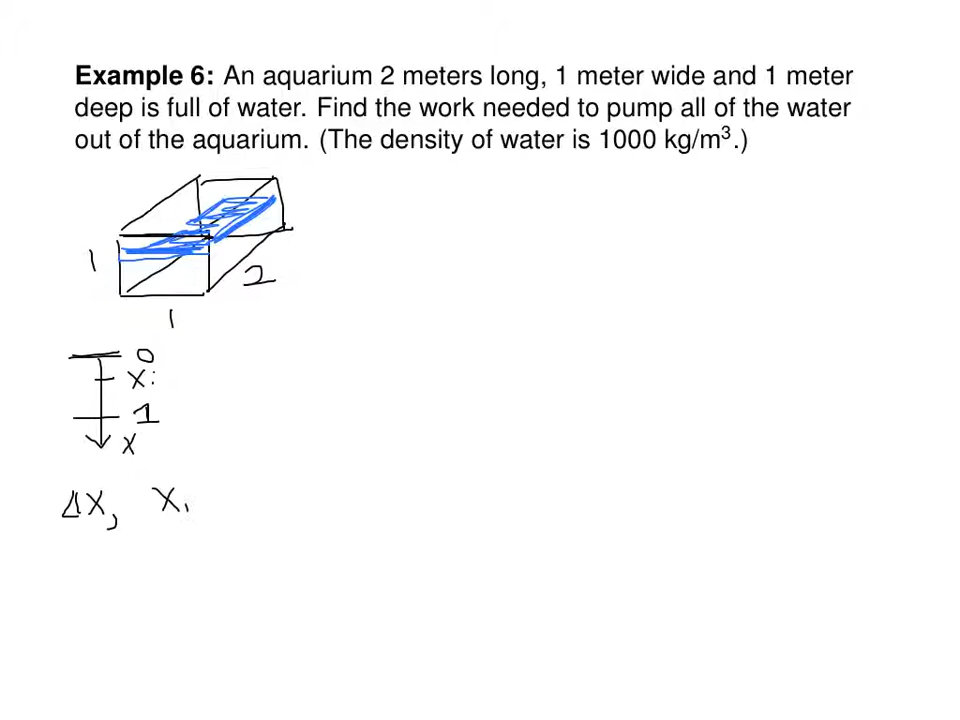 Example 6: An aquarium 2 meters long, 1 meter wide and 1 meter
deep is full of water. Find the work needed to pump all of the water
out of the aquarium. (The density of water is 1000 kg/m³.)
1
2
1
0
xi
1
x
Δx, xi